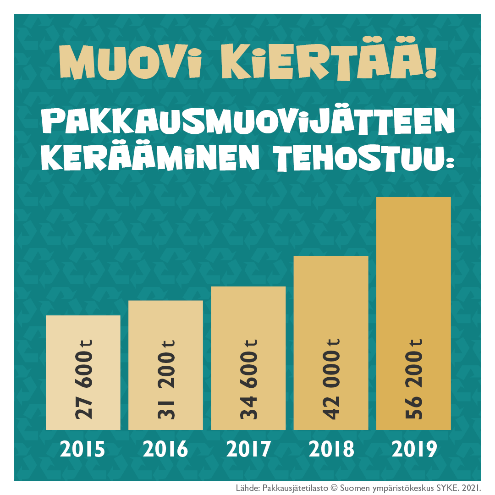 MUOVI KIERTÄÄ!
PAKKAUSMUOVIJÄTTEEN
KERÄÄMINEN TEHOSTUU:
27 600 t
31 200 t
34 600 t
42 000 t
56 200 t
2015 2016 2017 2018 2019
Lähde: Pakkausjätetilasto © Suomen ympäristökeskus SYKE. 2021.